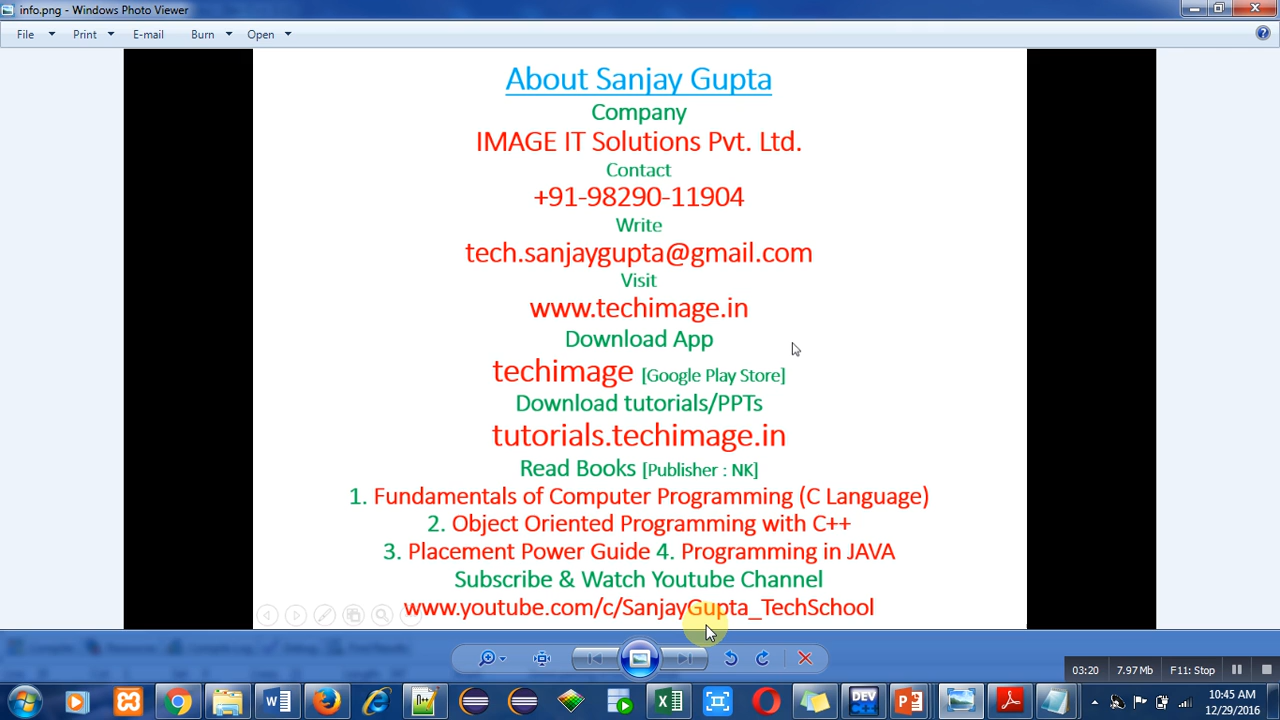 info.png - Windows Photo Viewer
File Print E-mail Burn Open
About Sanjay Gupta
Company
IMAGE IT Solutions Pvt. Ltd.
Contact
+91-98290-11904
Write
tech.sanjaygupta@gmail.com
Visit
www.techimage.in
Download App
techimage [Google Play Store]
Download tutorials/PPTs
tutorials.techimage.in
Read Books [Publisher : NK]
1. Fundamentals of Computer Programming (C Language)
2. Object Oriented Programming with C++
3. Placement Power Guide 4. Programming in JAVA
Subscribe & Watch Youtube Channel
www.youtube.com/c/SanjayGupta_TechSchool
03:20 7.97 Mb F11: Stop
DEV
10:45 AM
12/29/2016